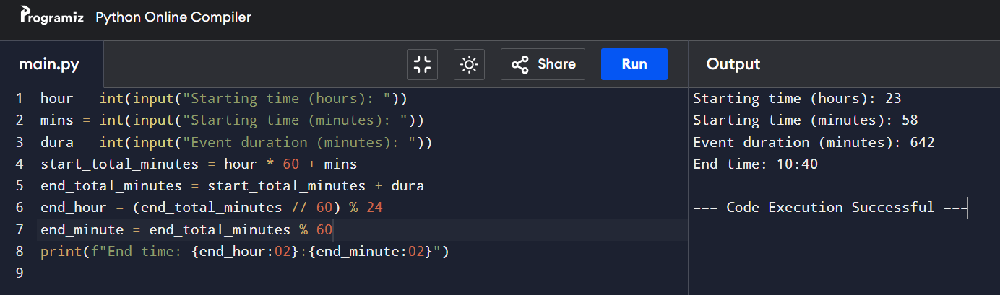 Programiz Python Online Compiler
main.py Share Run Output
1 hour = int(input("Starting time (hours): "))
2 mins = int(input("Starting time (minutes): "))
3 dura = int(input("Event duration (minutes): "))
4 start_total_minutes = hour * 60 + mins
5 end_total_minutes = start_total_minutes + dura
6 end_hour = (end_total_minutes // 60) % 24
7 end_minute = end_total_minutes % 60
8 print(f"End time: {end_hour:02}:{end_minute:02}")
9
Starting time (hours): 23
Starting time (minutes): 58
Event duration (minutes): 642
End time: 10:40
=== Code Execution Successful ===